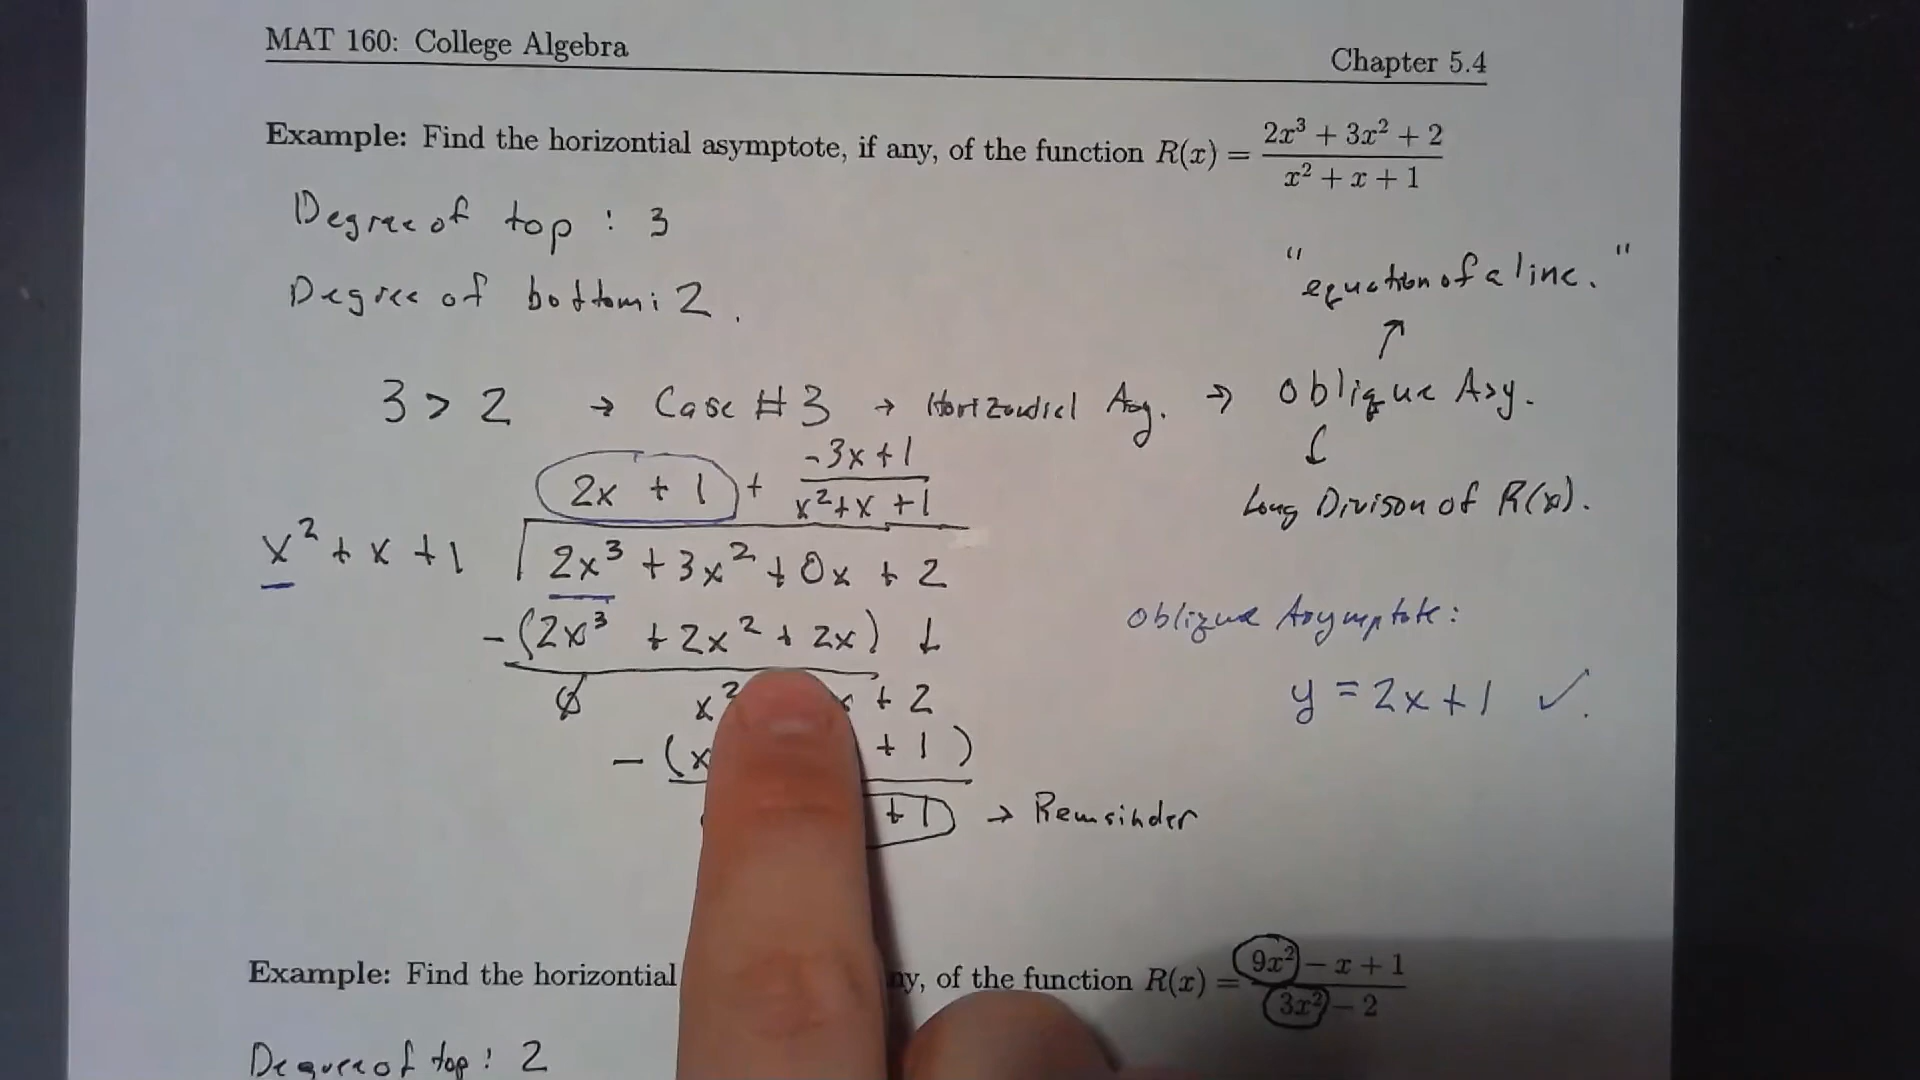 MAT 160: College Algebra
Chapter 5.4
Example: Find the horizontial asymptote, if any, of the function R(x) = 2x³ + 3x² + 2 / x² + x + 1
Degree of top : 3
Degree of bottom: 2.
"equation of a line."
3 > 2 → Case #3 → Horizontial Asy. → Oblique Asy.
Long Divison of R(x).
2x + 1 + -3x+1 / x²+x+1
x² + x + 1 2x³ + 3x² + 0x + 2
-(2x³ + 2x² + 2x) ↓
0 x² + 2
-(x + 1)
+1 → Remainder
Oblique Asymptote:
y = 2x+1 ✓.
Example: Find the horizontial ny, of the function R(x) = 9x² - x + 1 / 3x² - 2
Degree of top: 2